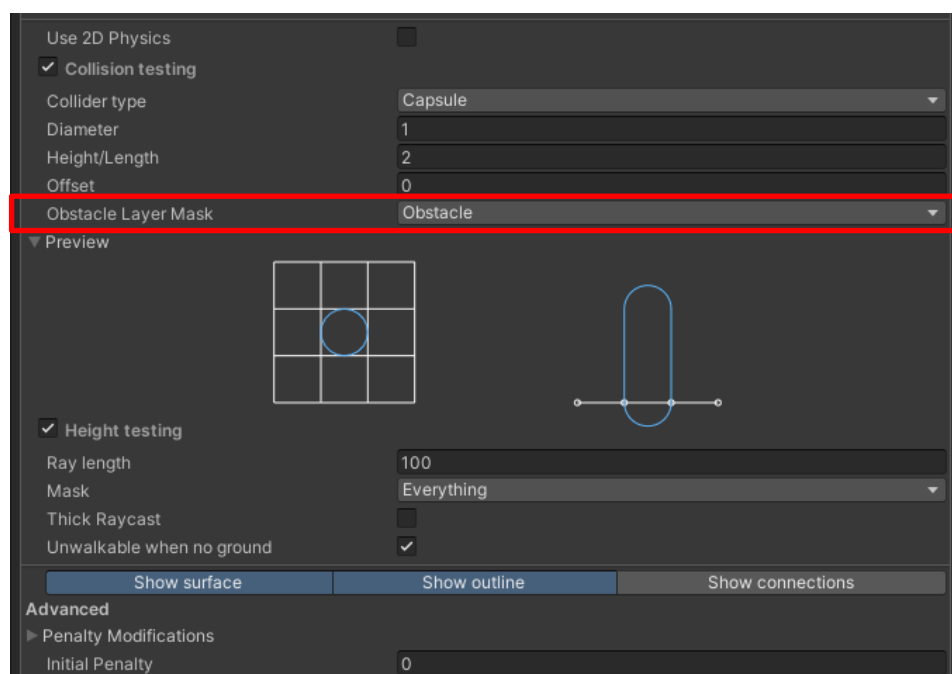 Use 2D Physics
Collision testing
Collider type Capsule
Diameter 1
Height/Length 2
Offset 0
Obstacle Layer Mask Obstacle
Preview
Height testing
Ray length 100
Mask Everything
Thick Raycast
Unwalkable when no ground
Show surface Show outline Show connections
Advanced
Penalty Modifications
Initial Penalty 0